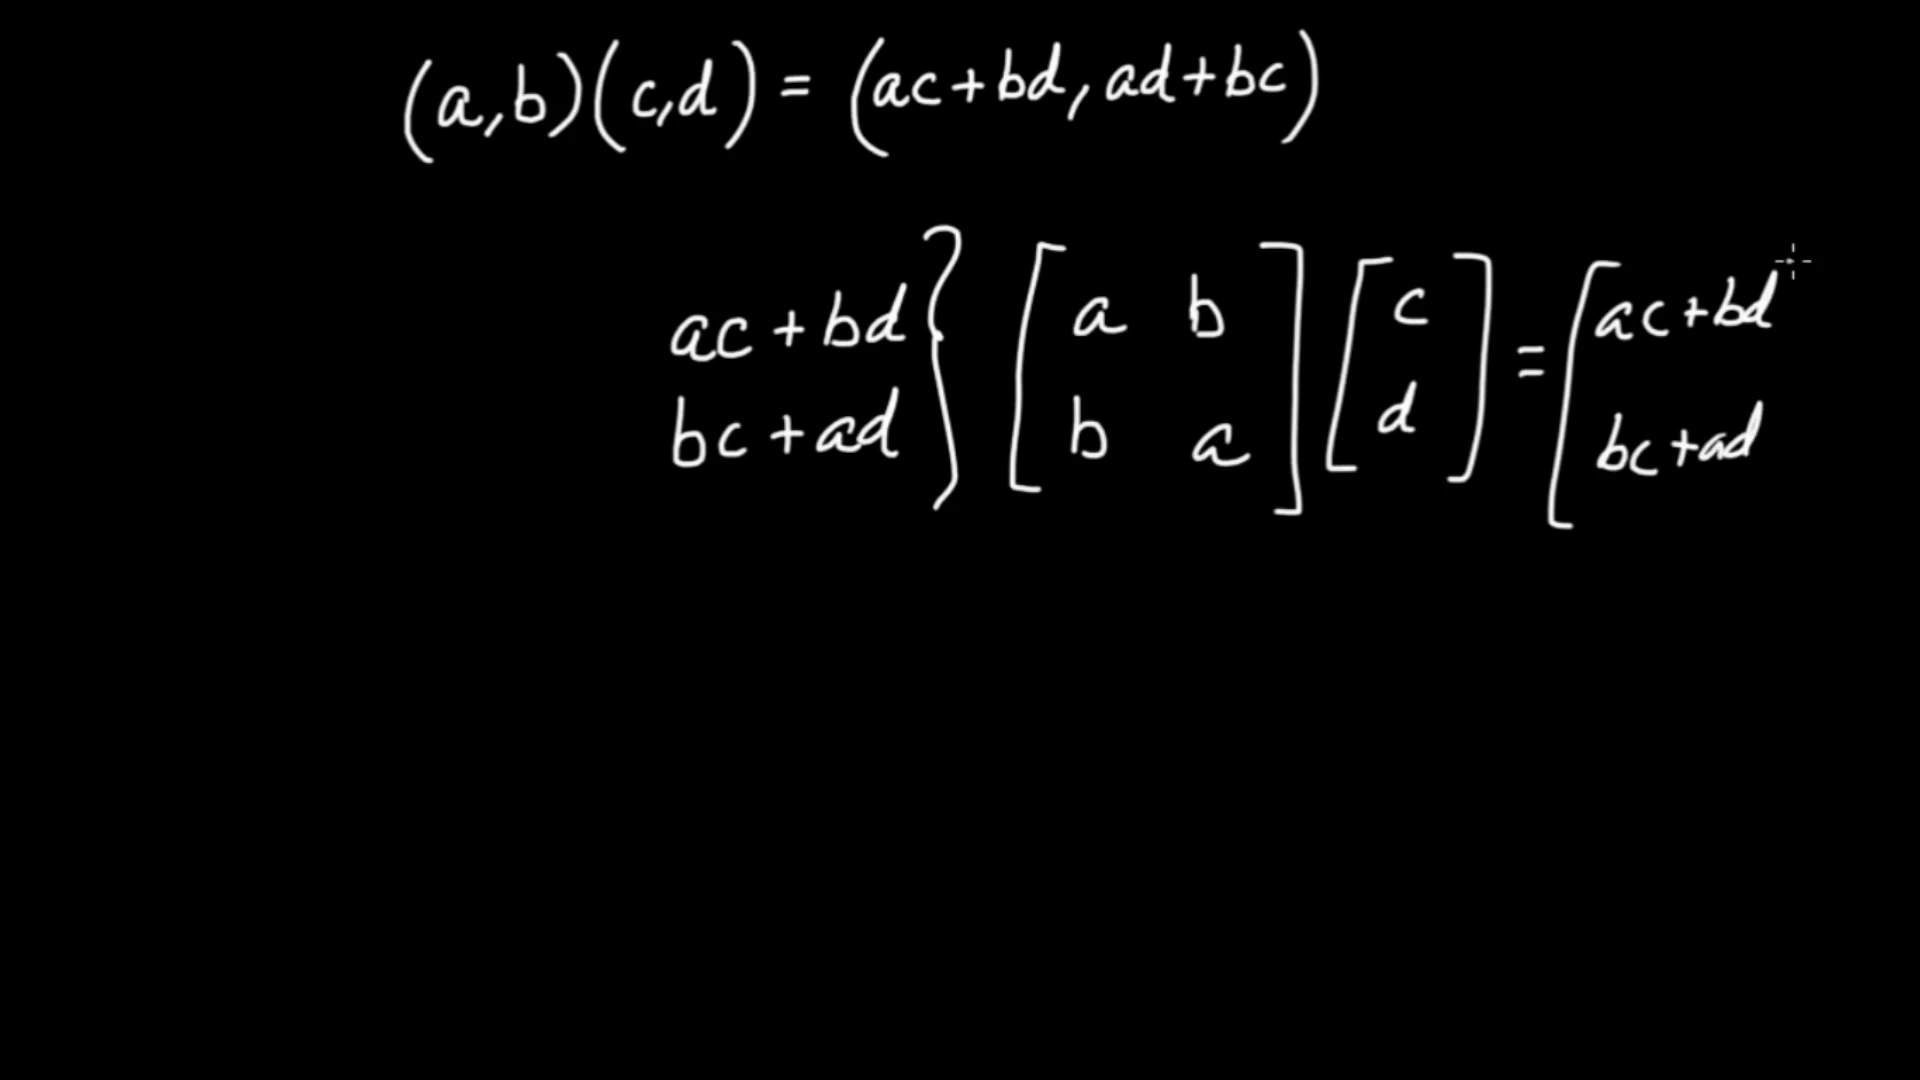 (a,b)(c,d) = (ac+bd, ad+bc)
ac + bd } [ a b ] [ c ] = [ ac + bd
bc + ad } [ b a ] [ d ] = [ bc + ad